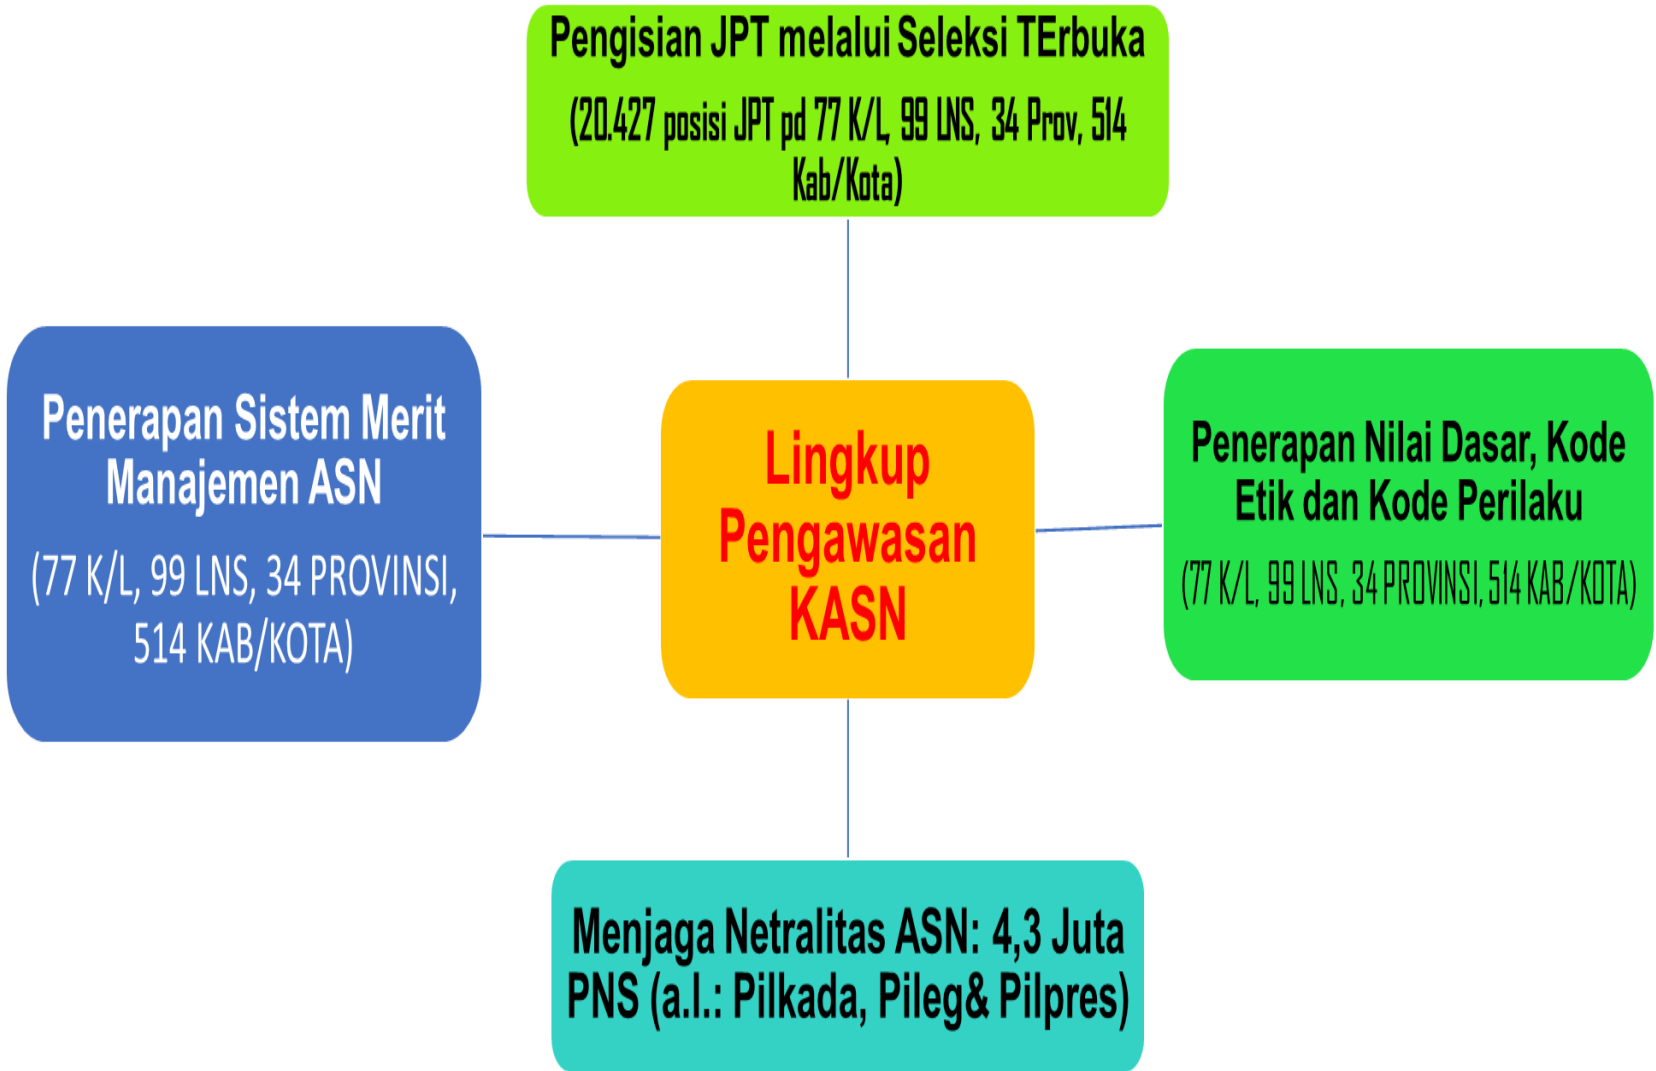 Pengisian JPT melalui Seleksi TErbuka
(20.427 posisi JPT pd 77 K/L, 99 LNS, 34 Prov, 514
Kab/Kota)
Penerapan Sistem Merit
Manajemen ASN
(77 K/L, 99 LNS, 34 PROVINSI,
514 KAB/KOTA)
Lingkup
Pengawasan
KASN
Penerapan Nilai Dasar, Kode
Etik dan Kode Perilaku
(77 K/L, 99 LNS, 34 PROVINSI, 514 KAB/KOTA)
Menjaga Netralitas ASN: 4,3 Juta
PNS (a.l.: Pilkada, Pileg& Pilpres)